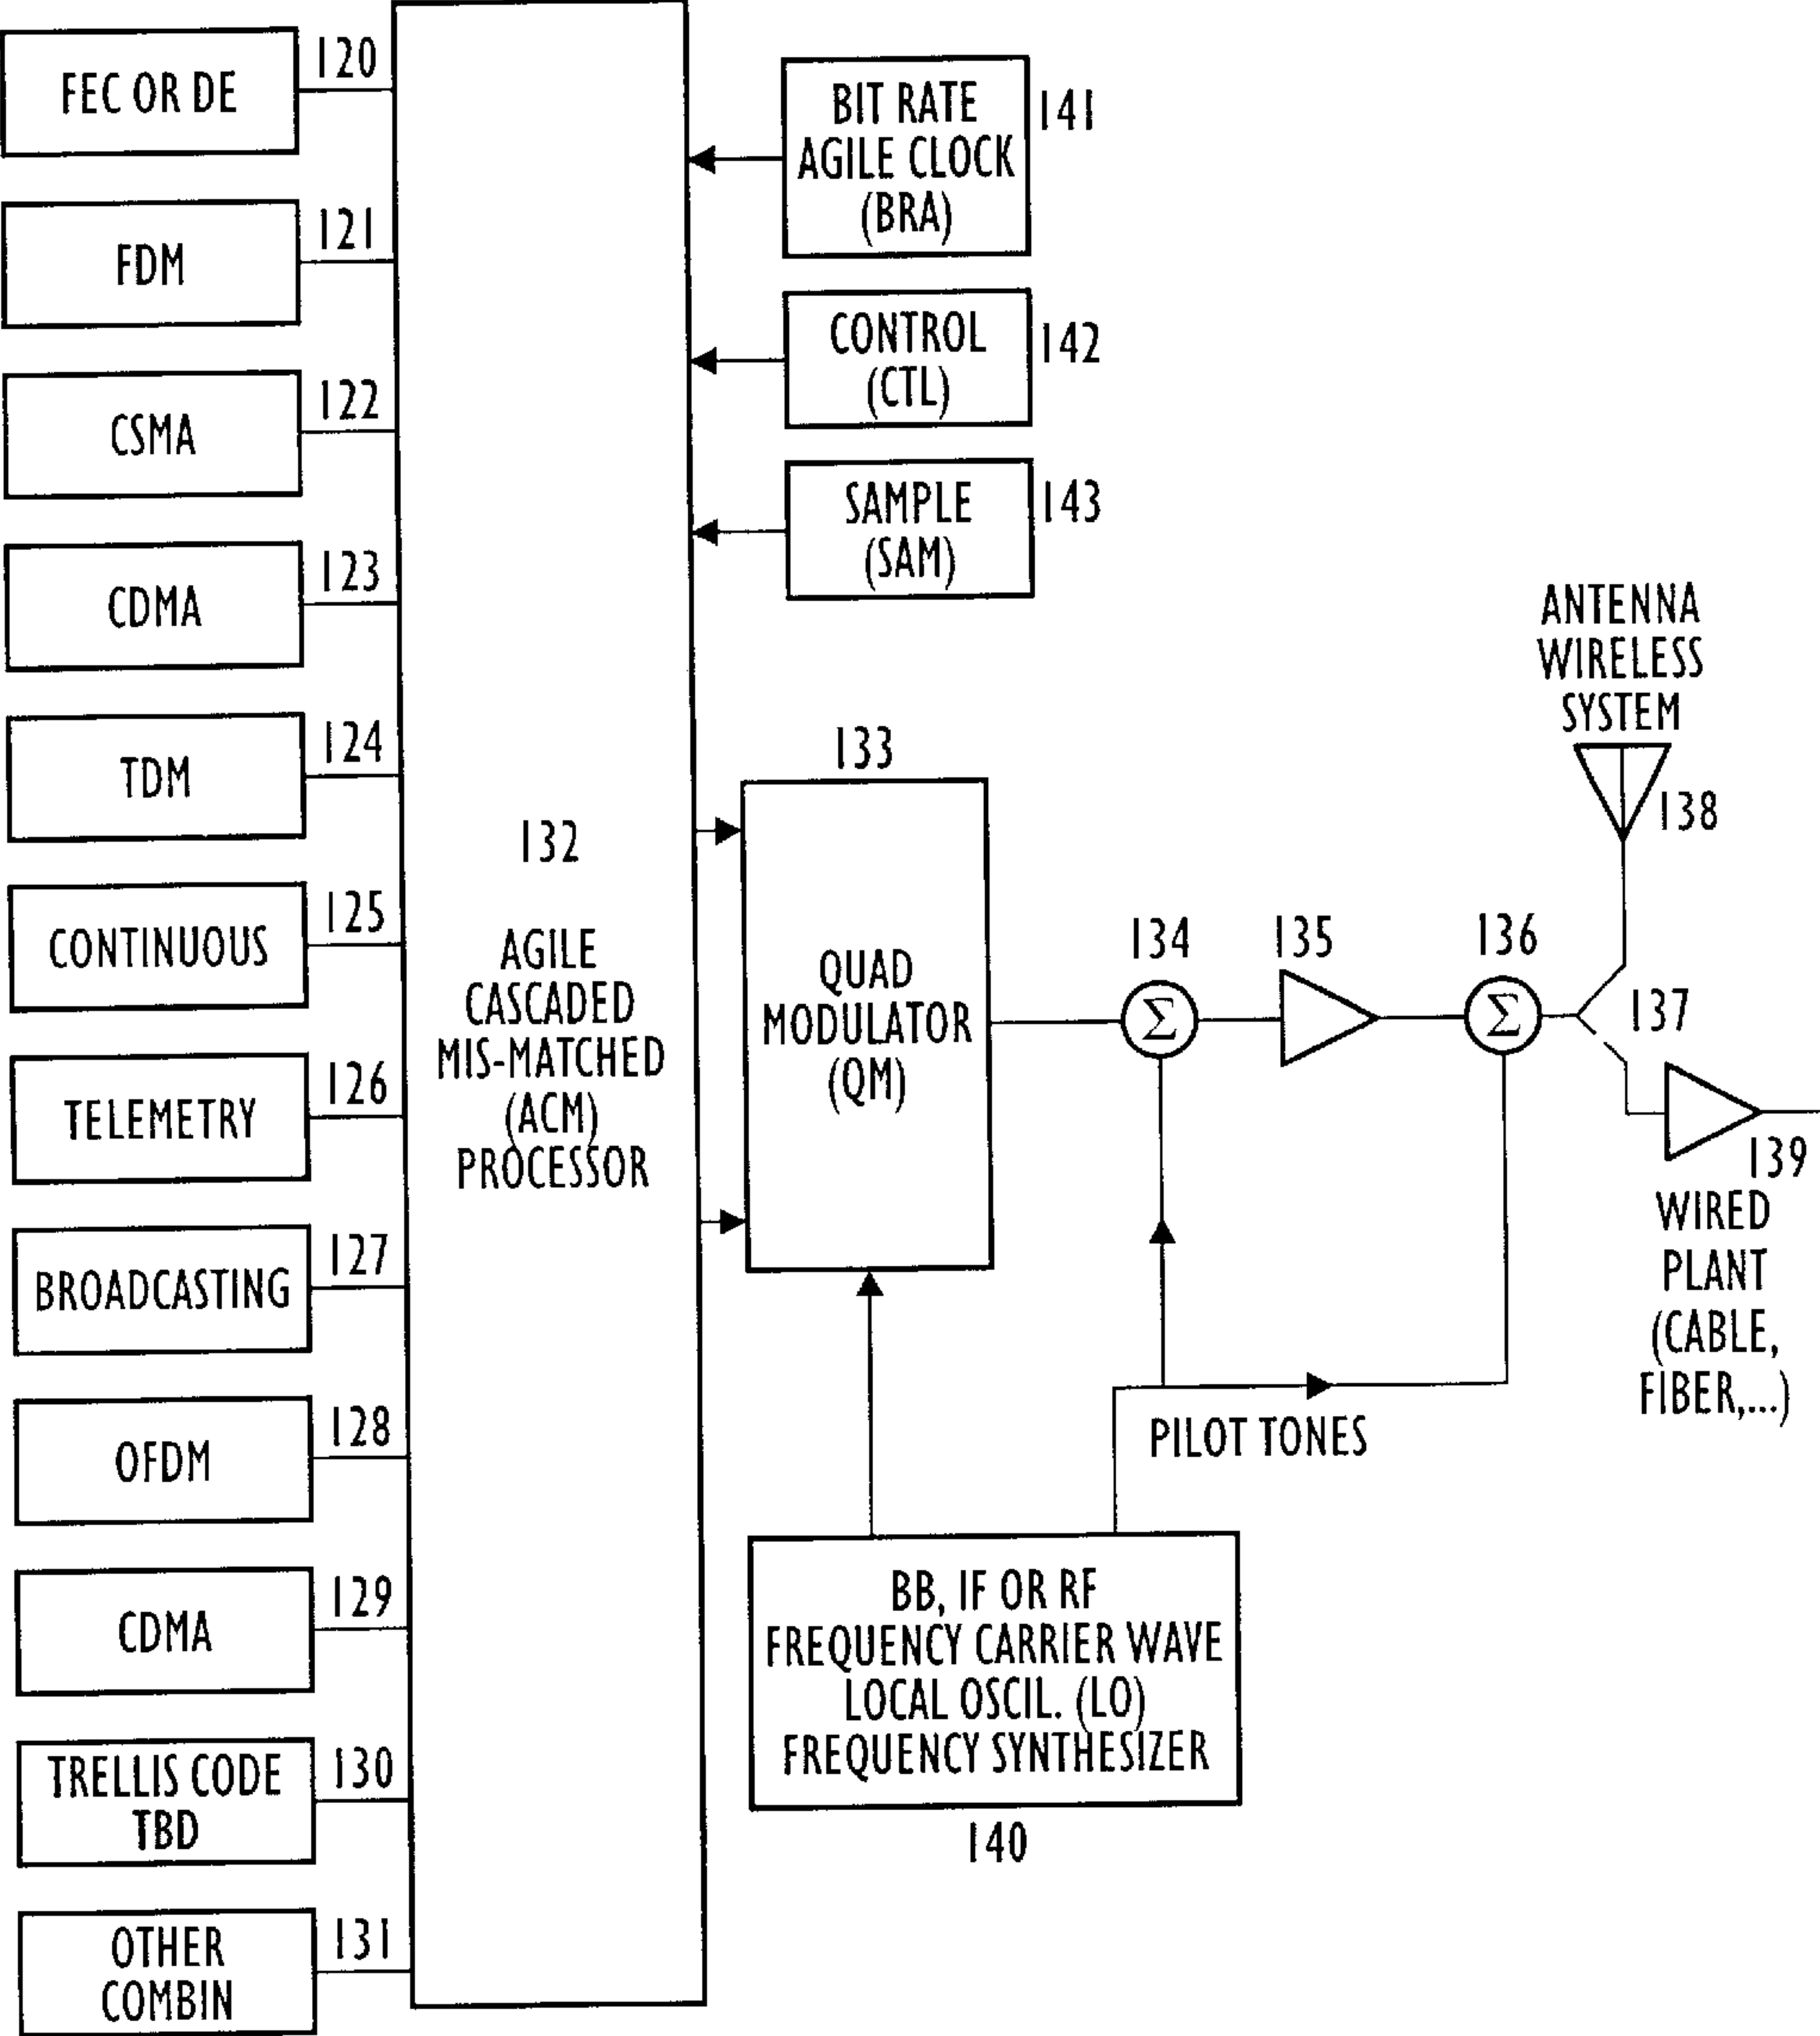 FEC OR DE
120
FDM
121
CSMA
122
CDMA
123
TDM
124
CONTINUOUS
125
TELEMETRY
126
BROADCASTING
127
OFDM
128
CDMA
129
TRELLIS CODE
TBD
130
OTHER
COMBIN
131
132
AGILE
CASCADED
MIS-MATCHED
(ACM)
PROCESSOR
BIT RATE
AGILE CLOCK
(BRA)
141
CONTROL
(CTL)
142
SAMPLE
(SAM)
143
133
QUAD
MODULATOR
(QM)
134
Σ
135
136
Σ
137
ANTENNA
WIRELESS
SYSTEM
138
139
WIRED
PLANT
(CABLE,
FIBER,...)
PILOT TONES
BB, IF OR RF
FREQUENCY CARRIER WAVE
LOCAL OSCIL. (LO)
FREQUENCY SYNTHESIZER
140